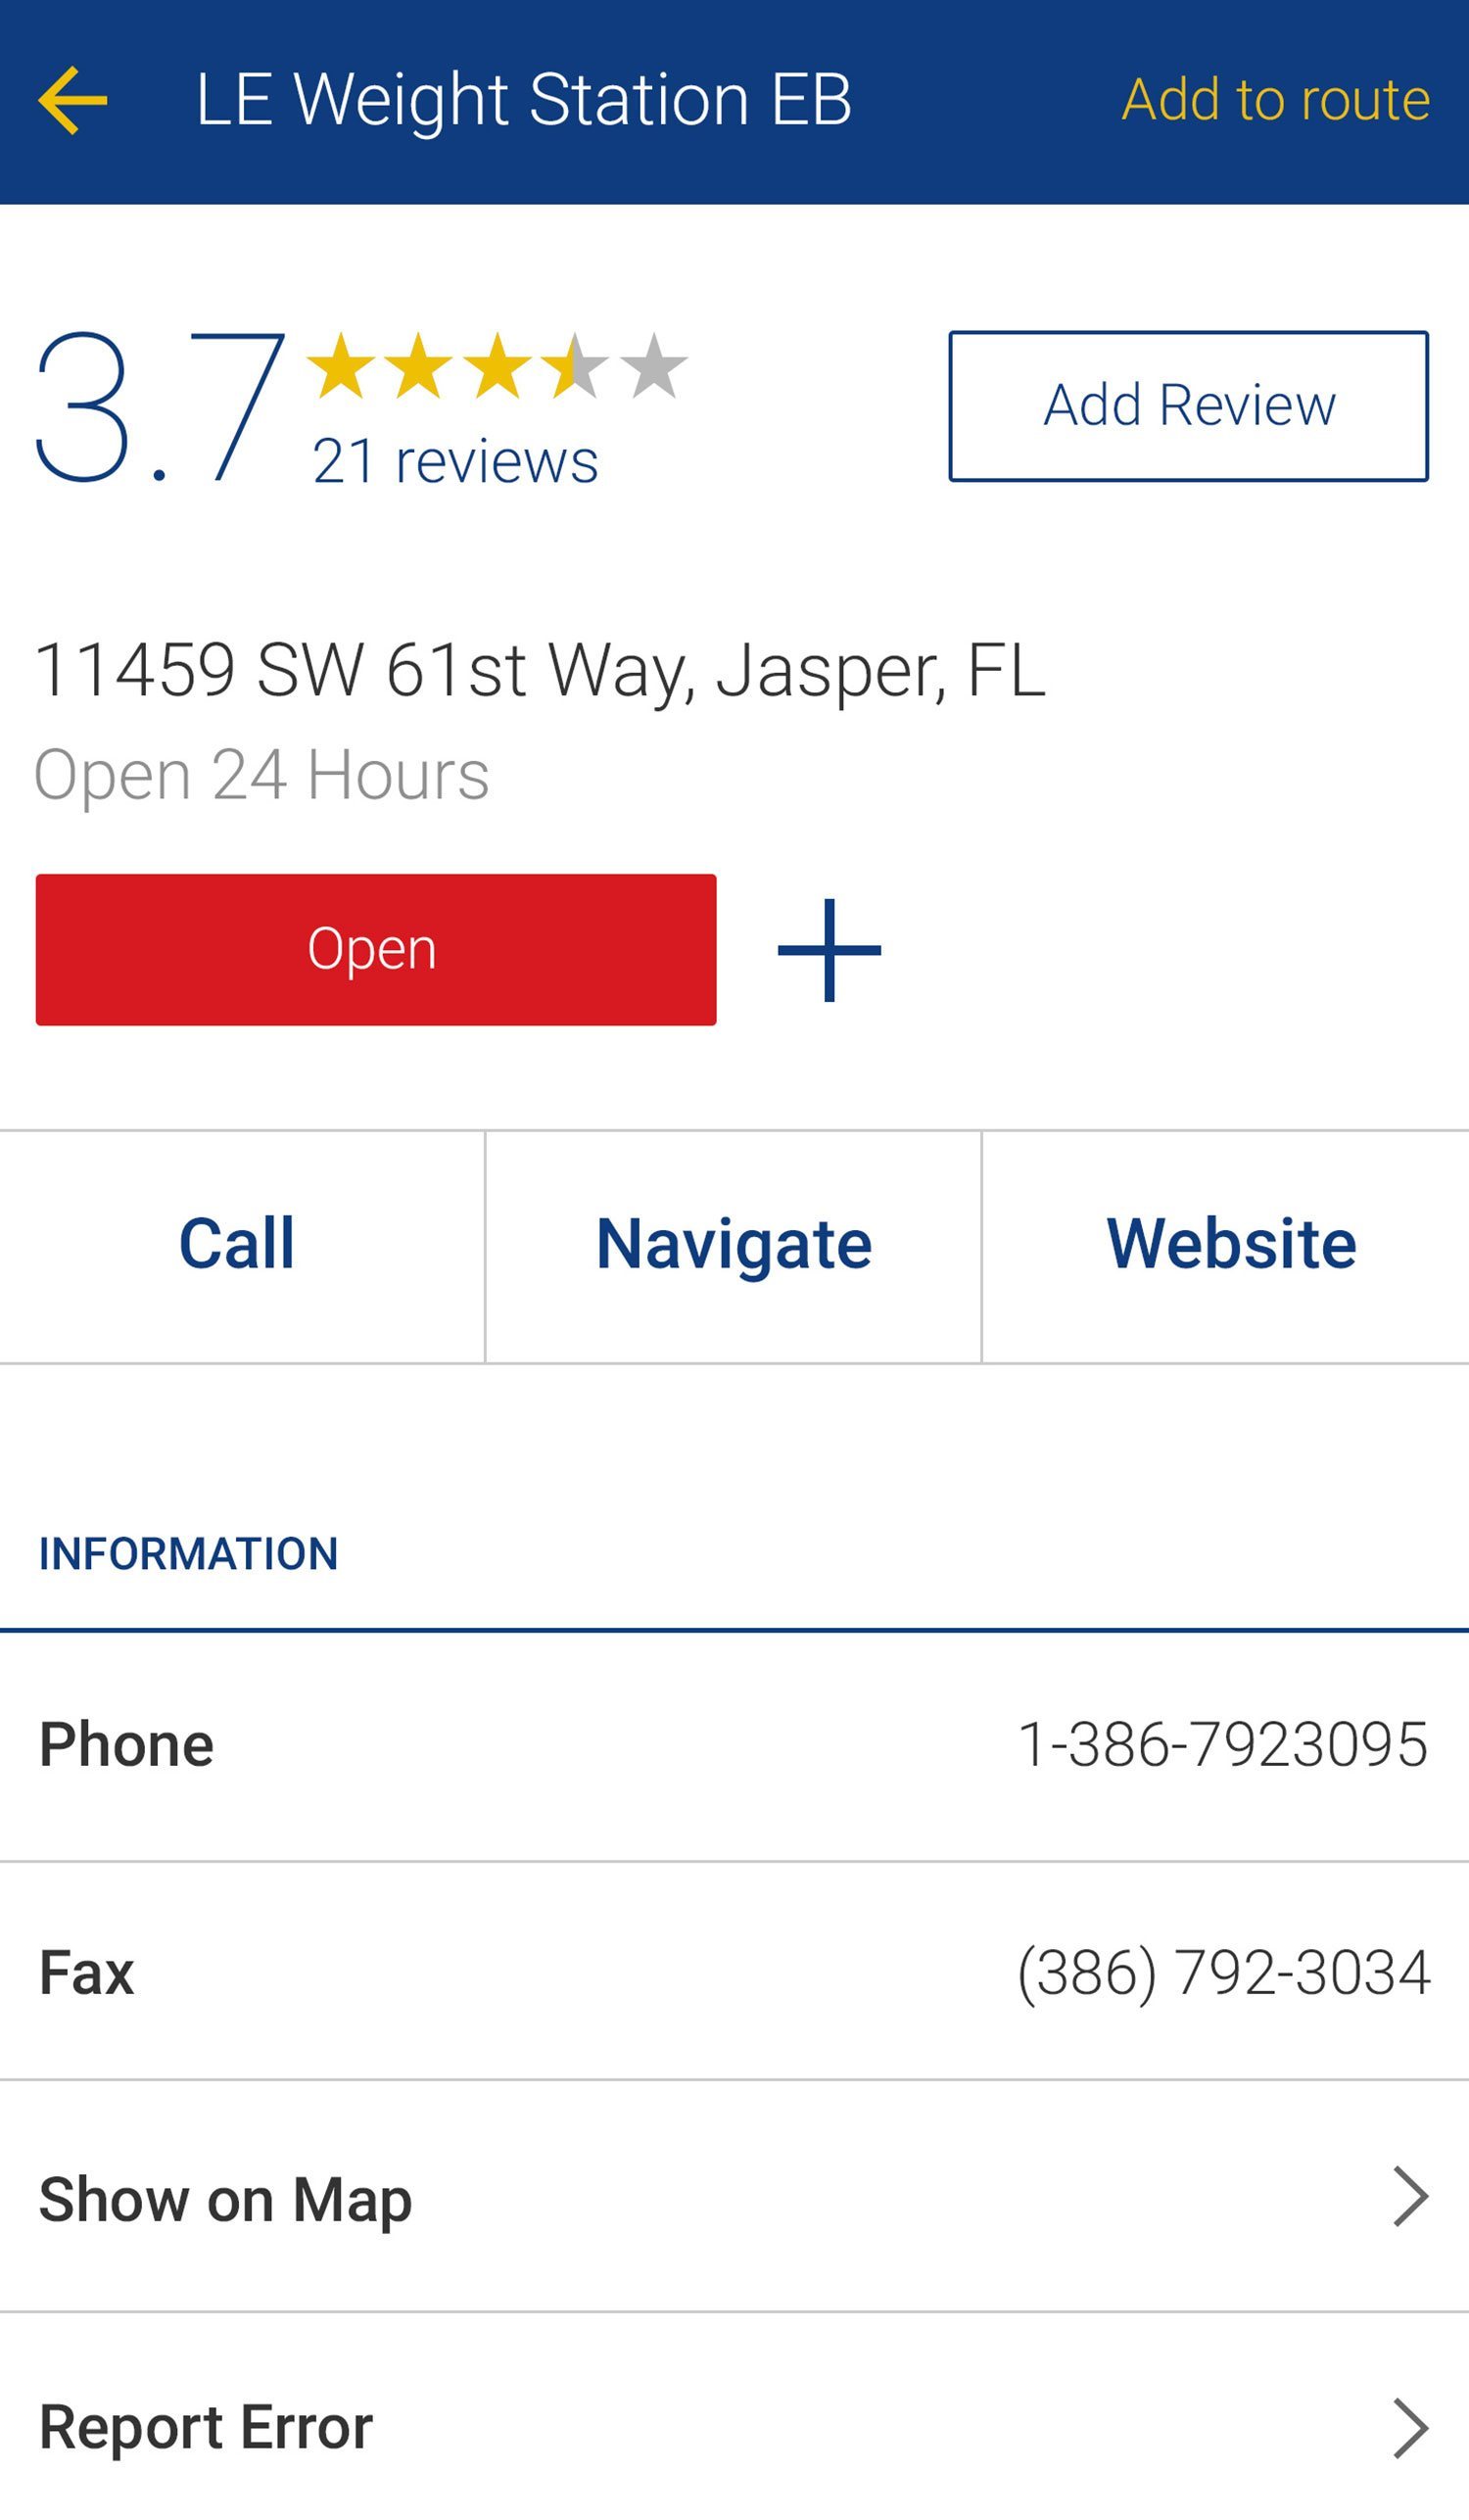 LE Weight Station EB
Add to route
3.7
21 reviews
Add Review
11459 SW 61st Way, Jasper, FL
Open 24 Hours
Open
Call
Navigate
Website
INFORMATION
Phone
1-386-7923095
Fax
(386) 792-3034
Show on Map
Report Error